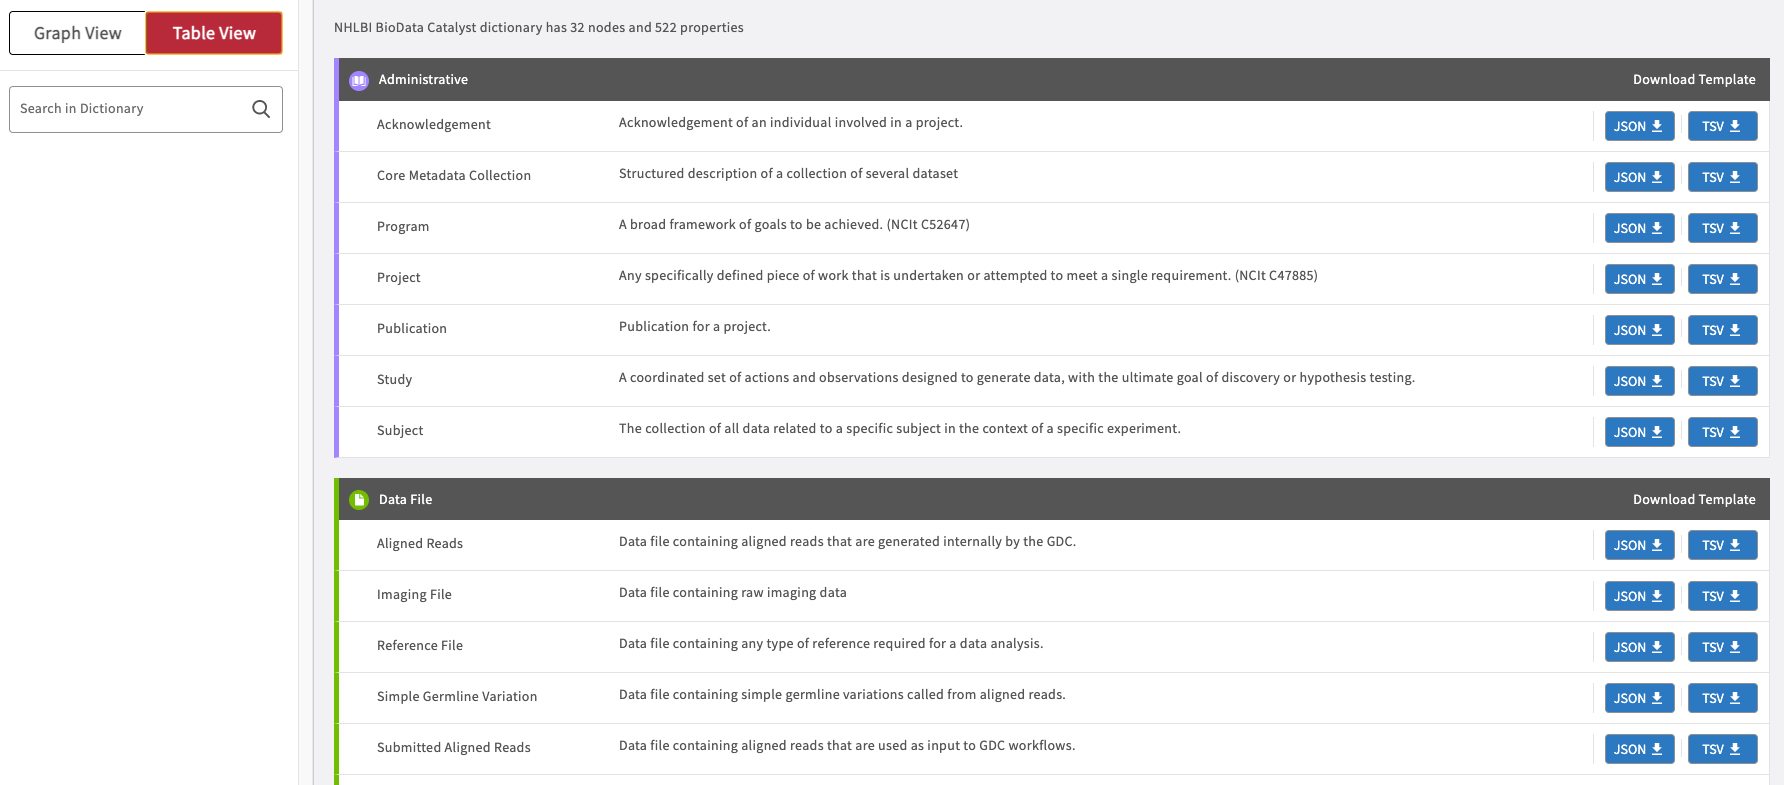 Graph View Table View
Search in Dictionary
NHLBI BioData Catalyst dictionary has 32 nodes and 522 properties
Administrative Download Template
Acknowledgement Acknowledgement of an individual involved in a project. JSON TSV
Core Metadata Collection Structured description of a collection of several dataset JSON TSV
Program A broad framework of goals to be achieved. (NCIt C52647) JSON TSV
Project Any specifically defined piece of work that is undertaken or attempted to meet a single requirement. (NCIt C47885) JSON TSV
Publication Publication for a project. JSON TSV
Study A coordinated set of actions and observations designed to generate data, with the ultimate goal of discovery or hypothesis testing. JSON TSV
Subject The collection of all data related to a specific subject in the context of a specific experiment. JSON TSV
Data File Download Template
Aligned Reads Data file containing aligned reads that are generated internally by the GDC. JSON TSV
Imaging File Data file containing raw imaging data JSON TSV
Reference File Data file containing any type of reference required for a data analysis. JSON TSV
Simple Germline Variation Data file containing simple germline variations called from aligned reads. JSON TSV
Submitted Aligned Reads Data file containing aligned reads that are used as input to GDC workflows. JSON TSV